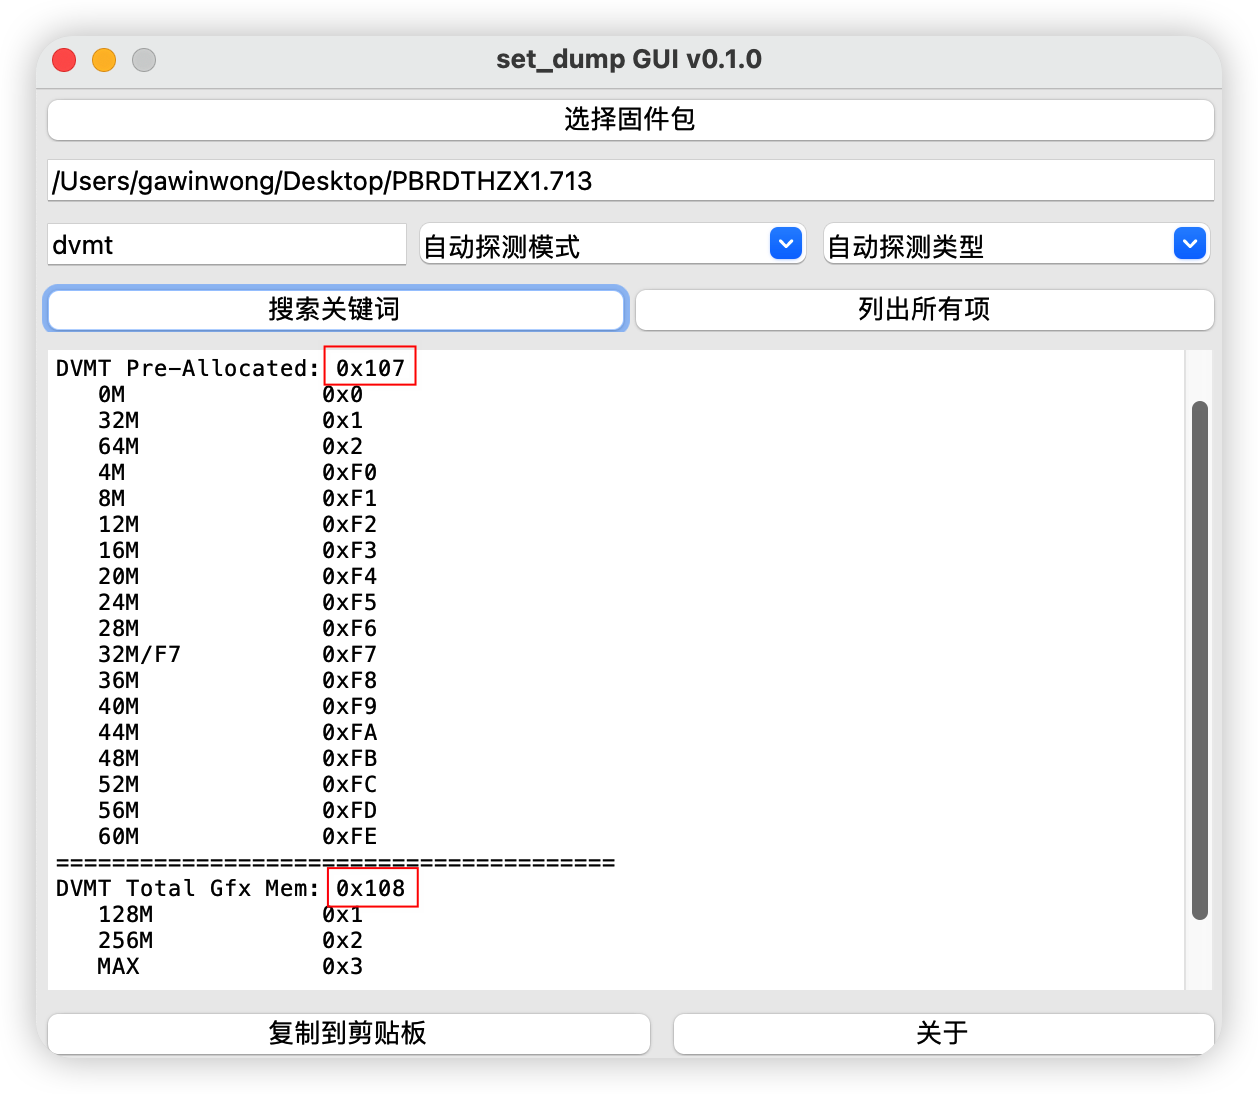 set_dump GUI v0.1.0
选择固件包
/Users/gawinwong/Desktop/PBRDTHZX1.713
dvmt 自动探测模式 自动探测类型
搜索关键词 列出所有项
DVMT Pre-Allocated: 0x107
0M 0x0
32M 0x1
64M 0x2
4M 0xF0
8M 0xF1
12M 0xF2
16M 0xF3
20M 0xF4
24M 0xF5
28M 0xF6
32M/F7 0xF7
36M 0xF8
40M 0xF9
44M 0xFA
48M 0xFB
52M 0xFC
56M 0xFD
60M 0xFE
========================================
DVMT Total Gfx Mem: 0x108
128M 0x1
256M 0x2
MAX 0x3
复制到剪贴板 关于